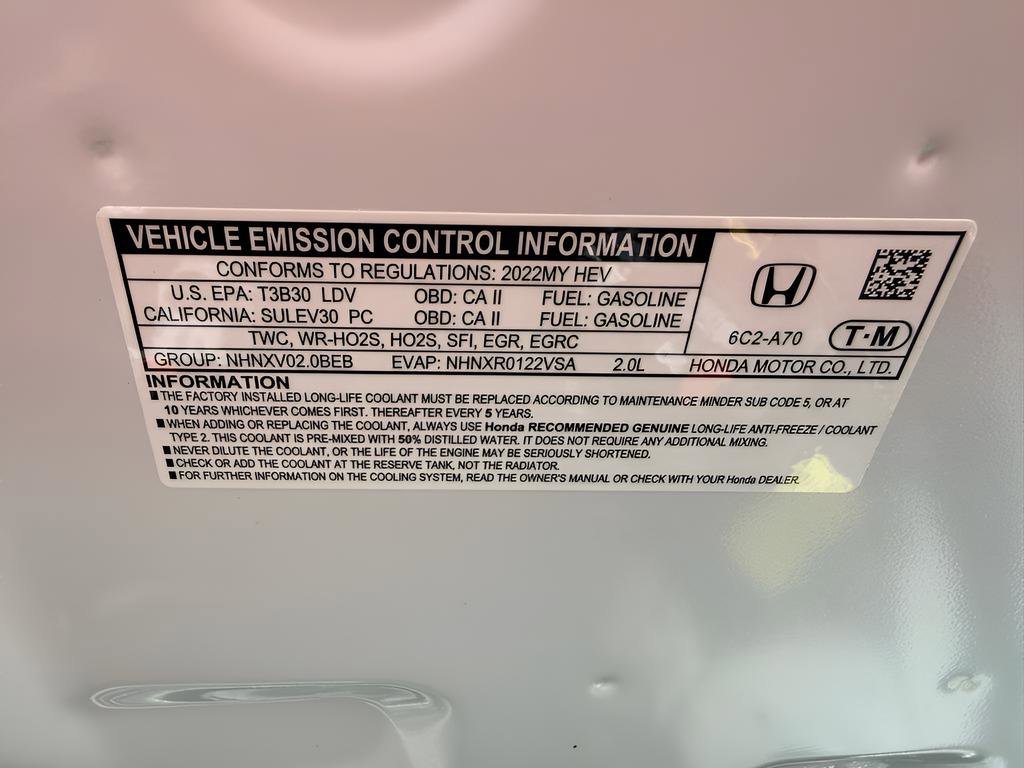 VEHICLE EMISSION CONTROL INFORMATION
CONFORMS TO REGULATIONS: 2022MY HEV
U.S. EPA: T3B30 LDV OBD: CA II FUEL: GASOLINE
CALIFORNIA: SULEV30 PC OBD: CA II FUEL: GASOLINE
TWC, WR-HO2S, HO2S, SFI, EGR, EGRC
6C2-A70 T·M
GROUP: NHNXV02.0BEB EVAP: NHNXR0122VSA 2.0L HONDA MOTOR CO., LTD.
INFORMATION
■ THE FACTORY INSTALLED LONG-LIFE COOLANT MUST BE REPLACED ACCORDING TO MAINTENANCE MINDER SUB CODE 5, OR AT
10 YEARS WHICHEVER COMES FIRST. THEREAFTER EVERY 5 YEARS.
■ WHEN ADDING OR REPLACING THE COOLANT, ALWAYS USE Honda RECOMMENDED GENUINE LONG-LIFE ANTI-FREEZE / COOLANT
TYPE 2. THIS COOLANT IS PRE-MIXED WITH 50% DISTILLED WATER. IT DOES NOT REQUIRE ANY ADDITIONAL MIXING.
■ NEVER DILUTE THE COOLANT, OR THE LIFE OF THE ENGINE MAY BE SERIOUSLY SHORTENED.
■ CHECK OR ADD THE COOLANT AT THE RESERVE TANK, NOT THE RADIATOR.
■ FOR FURTHER INFORMATION ON THE COOLING SYSTEM, READ THE OWNER'S MANUAL OR CHECK WITH YOUR Honda DEALER.